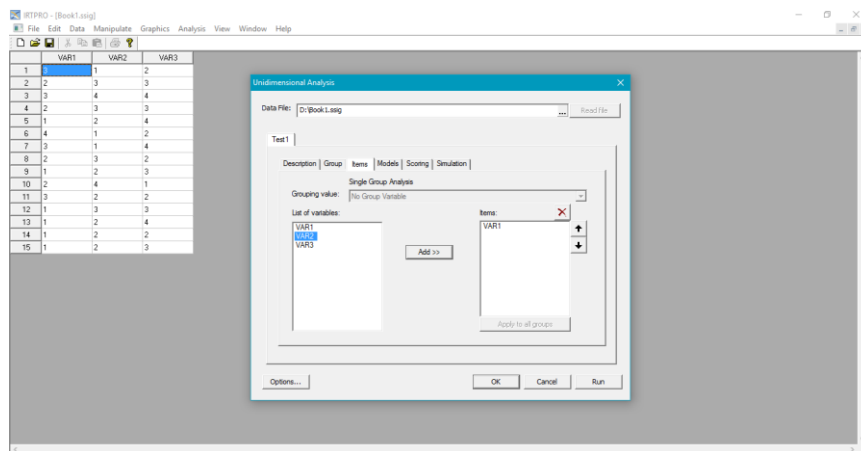 IRTPRO - [Book1.ssig]
File Edit Data Manipulate Graphics Analysis View Window Help
VAR1 VAR2 VAR3
1 3 1 2
2 2 3 3
3 3 4 4
4 2 3 3
5 1 2 4
6 4 1 2
7 3 1 4
8 2 3 2
9 1 2 3
10 2 4 1
11 3 2 2
12 1 3 3
13 1 2 4
14 1 2 2
15 1 2 3
Unidimensional Analysis
Data File: D:\Book1.ssig ... Read file
Test1
Description Group Items Models Scoring Simulation
Single Group Analysis
Grouping value: No Group Variable
List of variables: Items:
VAR1 VAR1
VAR2
VAR3
Add >>
Apply to all groups
Options... OK Cancel Run